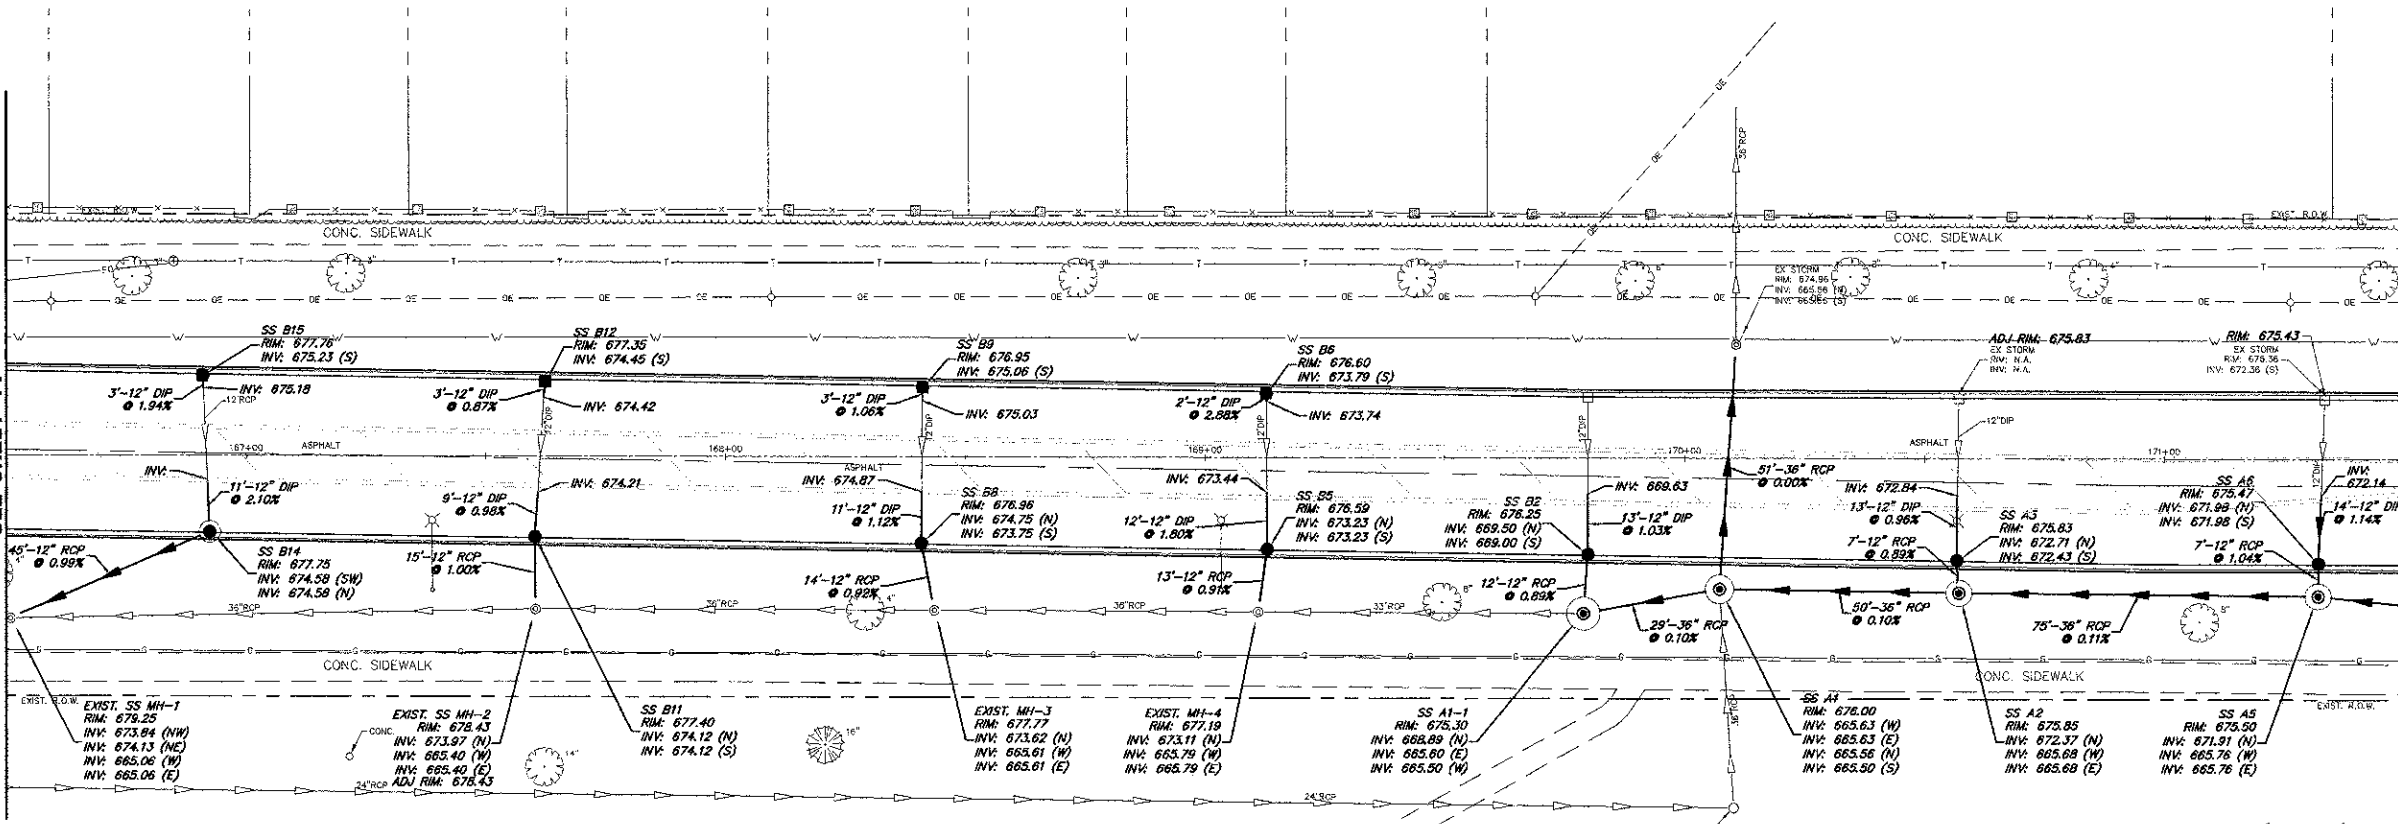 EXIST. R.O.W.
EXIST. R.O.W.
CONC. SIDEWALK
CONC. SIDEWALK
36"RCP
EX STORM
RIM: 674.96
SS B15
RIM: 677.76
INV: 675.23 (S)
SS B12
RIM: 677.35
INV: 674.45 (S)
SS B9
RIM: 676.95
INV: 675.06 (S)
SS B6
RIM: 676.60
INV: 673.79 (S)
ADJ RIM: 675.83
EX STORM
RIM: N.A.
INV: N.A.
RIM: 675.43
EX STORM
RIM: 675.36
INV: 672.36 (S)
3'-12" DIP
@ 1.94%
INV: 675.18
12"RCP
3'-12" DIP
@ 0.87%
INV: 674.42
12"DIP
3'-12" DIP
@ 1.06%
INV: 675.03
12"DIP
2'-12" DIP
@ 2.88%
INV: 673.74
12"DIP
12"DIP
12"DIP
12"DIP
167+00
ASPHALT
168+00
ASPHALT
169+00
170+00
ASPHALT
171+00
INV:
11'-12" DIP
@ 2.10%
INV: 674.21
9'-12" DIP
@ 0.98%
INV: 674.87
11'-12" DIP
@ 1.12%
SS B8
RIM: 676.96
INV: 674.75 (N)
INV: 673.75 (S)
INV: 673.44
12'-12" DIP
@ 1.80%
SS B5
RIM: 676.59
INV: 673.23 (N)
INV: 673.23 (S)
SS B2
RIM: 676.25
INV: 669.50 (N)
INV: 669.00 (S)
INV: 669.63
13'-12" DIP
@ 1.03%
51'-36" RCP
@ 0.00%
INV: 672.84
13'-12" DIP
@ 0.96%
SS A3
RIM: 675.83
INV: 672.71 (N)
INV: 672.43 (S)
SS A6
RIM: 675.47
INV: 671.98 (N)
INV: 671.98 (S)
INV:
672.14
14'-12" DIP
@ 1.14%
45'-12" RCP
@ 0.99%
SS B14
RIM: 677.75
INV: 674.58 (SW)
INV: 674.58 (N)
15'-12" RCP
@ 1.00%
14'-12" RCP
@ 0.92%
13'-12" RCP
@ 0.91%
12'-12" RCP
@ 0.89%
7'-12" RCP
@ 0.89%
7'-12" RCP
@ 1.04%
36"RCP
36"RCP
36"RCP
33"RCP
29'-36" RCP
@ 0.10%
50'-36" RCP
@ 0.10%
75'-36" RCP
@ 0.11%
CONC. SIDEWALK
CONC. SIDEWALK
EXIST. R.O.W.
EXIST. R.O.W.
36"RCP
EXIST. SS MH-1
RIM: 679.25
INV: 673.84 (NW)
INV: 674.13 (NE)
INV: 665.06 (W)
INV: 665.06 (E)
CONC.
EXIST. SS MH-2
RIM: 678.43
INV: 673.97 (N)
INV: 665.40 (W)
INV: 665.40 (E)
ADJ RIM: 678.43
SS B11
RIM: 677.40
INV: 674.12 (N)
INV: 674.12 (S)
14"
16"
EXIST. MH-3
RIM: 677.77
INV: 673.62 (N)
INV: 665.61 (W)
INV: 665.61 (E)
EXIST. MH-4
RIM: 677.19
INV: 673.11 (N)
INV: 665.79 (W)
INV: 665.79 (E)
SS A1-1
RIM: 675.30
INV: 668.89 (N)
INV: 665.60 (E)
INV: 665.50 (W)
SS A1
RIM: 676.00
INV: 665.63 (W)
INV: 665.63 (E)
INV: 665.56 (N)
INV: 665.50 (S)
SS A2
RIM: 675.85
INV: 672.37 (N)
INV: 665.68 (W)
INV: 665.68 (E)
SS A5
RIM: 675.50
INV: 671.91 (N)
INV: 665.76 (W)
INV: 665.76 (E)
24"RCP
24"RCP